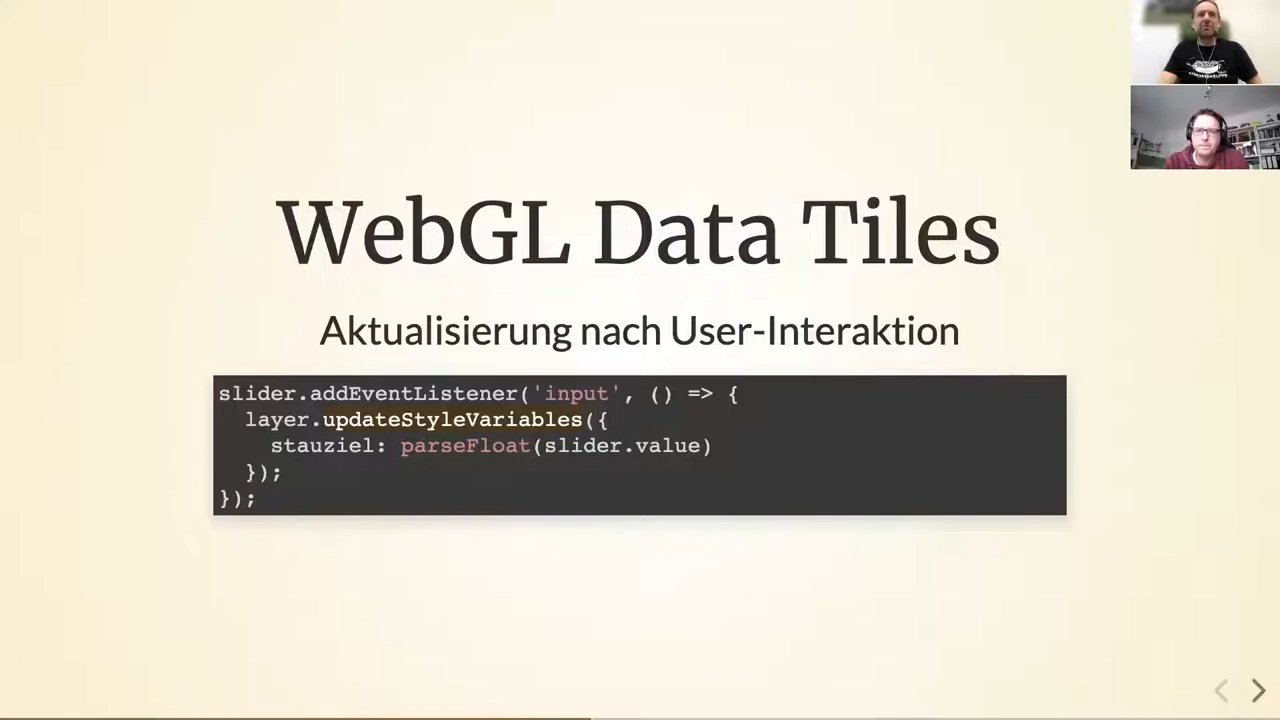 WebGL Data Tiles
Aktualisierung nach User-Interaktion
slider.addEventListener('input', () => {
  layer.updateStyleVariables({
    stauziel: parseFloat(slider.value)
  });
});